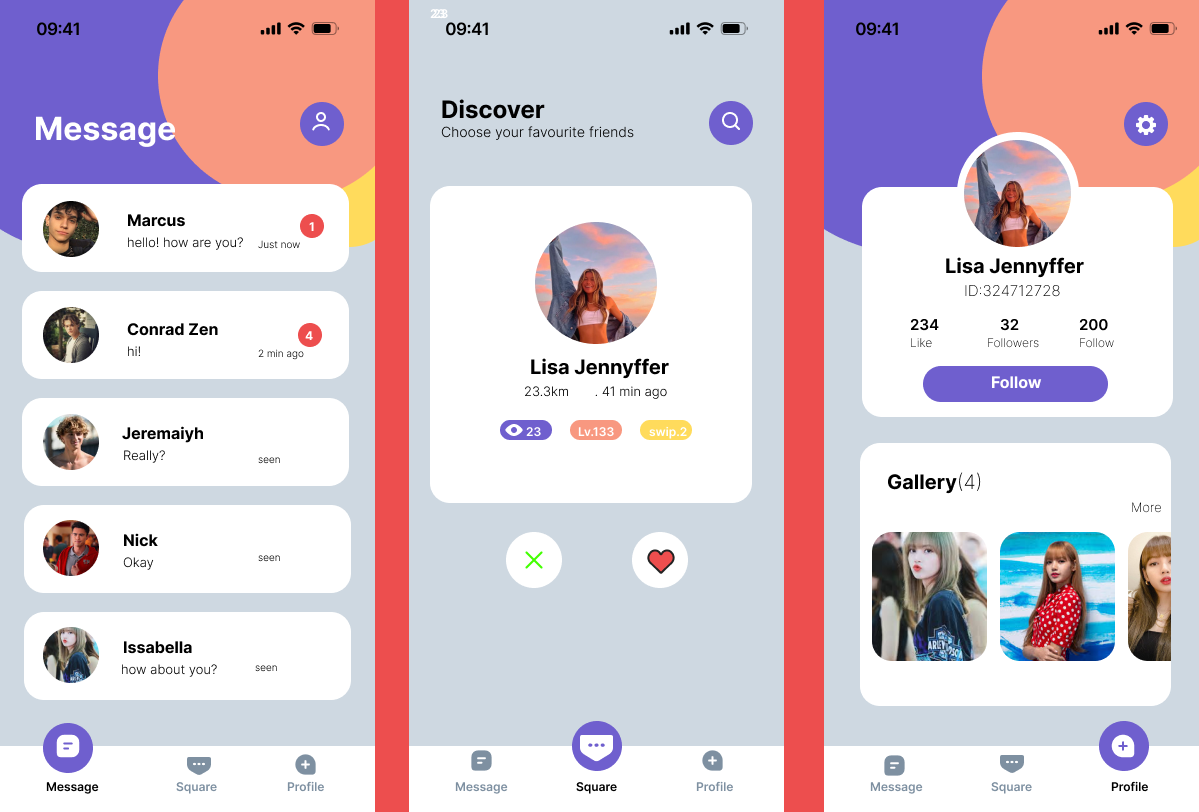 09:41
Message
Marcus
1
hello! how are you?
Just now
Conrad Zen
4
hi!
2 min ago
Jeremaiyh
Really?
seen
Nick
Okay
seen
Issabella
how about you?
seen
Message
Square
Profile
09:41
Discover
Choose your favourite friends
Lisa Jennyffer
23.3km . 41 min ago
23 Lv.133 swip.2
Message
Square
Profile
09:41
Lisa Jennyffer
ID:324712728
234 32 200
Like Followers Follow
Follow
Gallery(4)
More
Message
Square
Profile